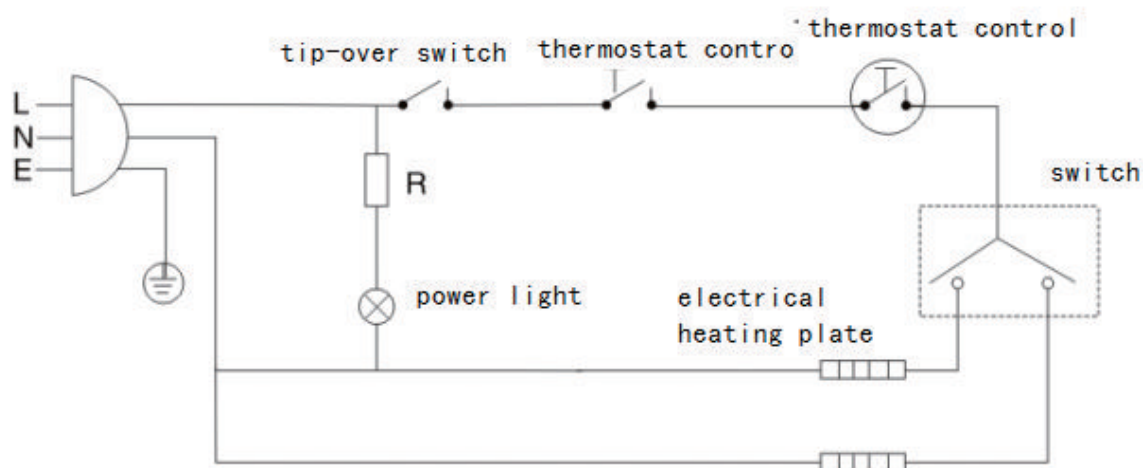 thermostat control
tip-over switch
thermostat contro
L
N
E
R
switch
power light
electrical
heating plate